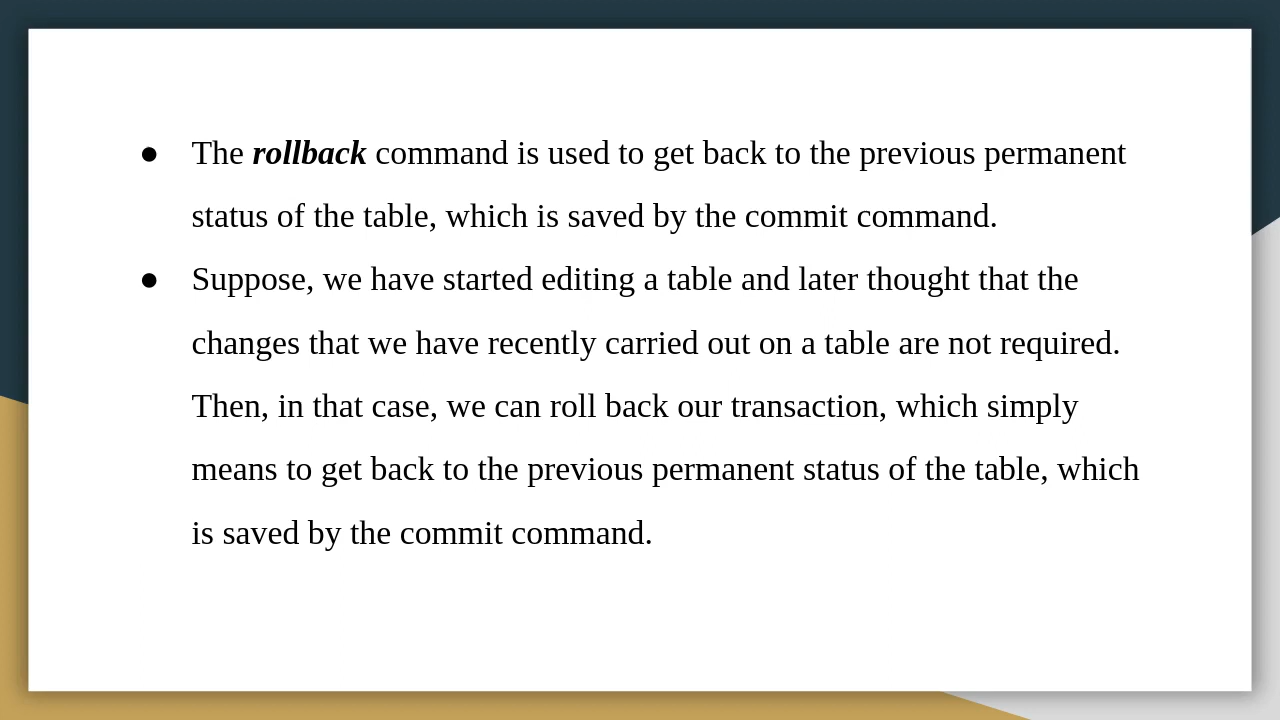 ● The rollback command is used to get back to the previous permanent
status of the table, which is saved by the commit command.
● Suppose, we have started editing a table and later thought that the
changes that we have recently carried out on a table are not required.
Then, in that case, we can roll back our transaction, which simply
means to get back to the previous permanent status of the table, which
is saved by the commit command.